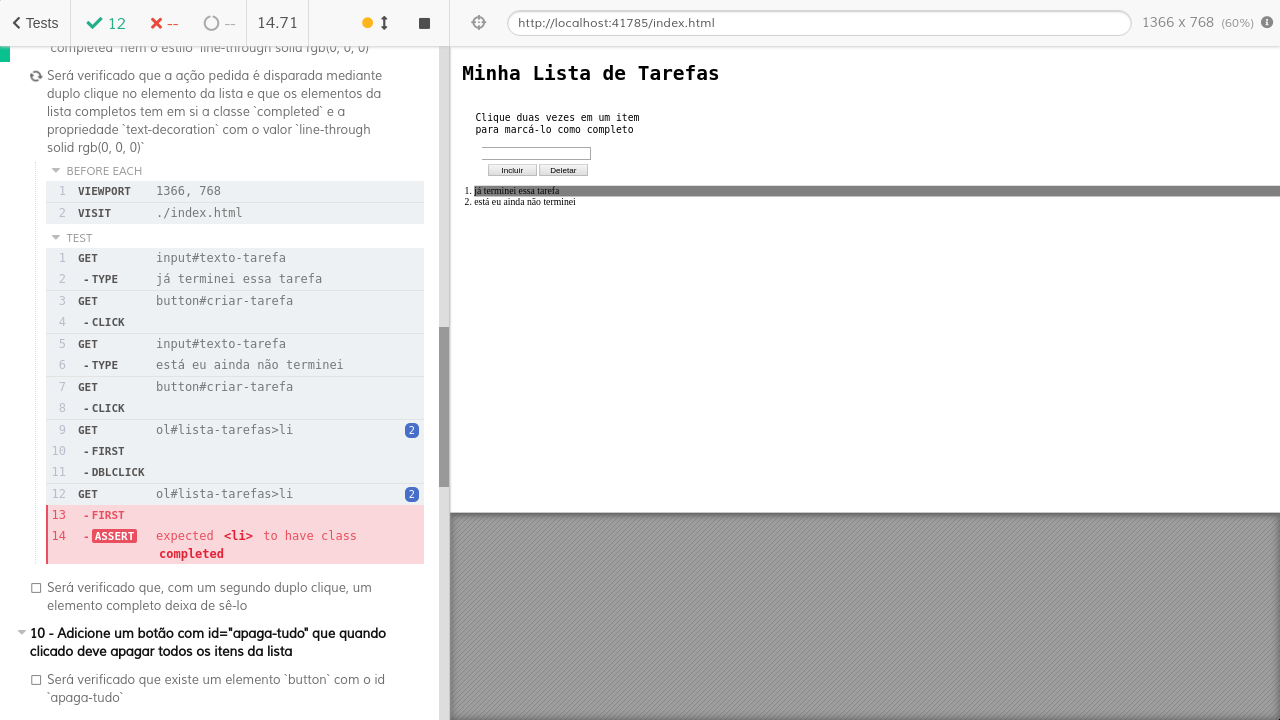 Tests
12
--
--
14.71
http://localhost:41785/index.html
1366 x 768 (60%)
`completed` nem o estilo `line-through solid rgb(0, 0, 0)`
Será verificado que a ação pedida é disparada mediante
duplo clique no elemento da lista e que os elementos da
lista completos tem em si a classe `completed` e a
propriedade `text-decoration` com o valor `line-through
solid rgb(0, 0, 0)`
BEFORE EACH
1 VIEWPORT 1366, 768
2 VISIT ./index.html
TEST
1 GET input#texto-tarefa
2 -TYPE já terminei essa tarefa
3 GET button#criar-tarefa
4 -CLICK
5 GET input#texto-tarefa
6 -TYPE está eu ainda não terminei
7 GET button#criar-tarefa
8 -CLICK
9 GET ol#lista-tarefas>li 2
10 -FIRST
11 -DBLCLICK
12 GET ol#lista-tarefas>li 2
13 -FIRST
14 -ASSERT expected <li> to have class
completed
Será verificado que, com um segundo duplo clique, um
elemento completo deixa de sê-lo
10 - Adicione um botão com id="apaga-tudo" que quando
clicado deve apagar todos os itens da lista
Será verificado que existe um elemento `button` com o id
`apaga-tudo`
Minha Lista de Tarefas
Clique duas vezes em um item
para marcá-lo como completo
Incluir Deletar
1. já terminei essa tarefa
2. está eu ainda não terminei